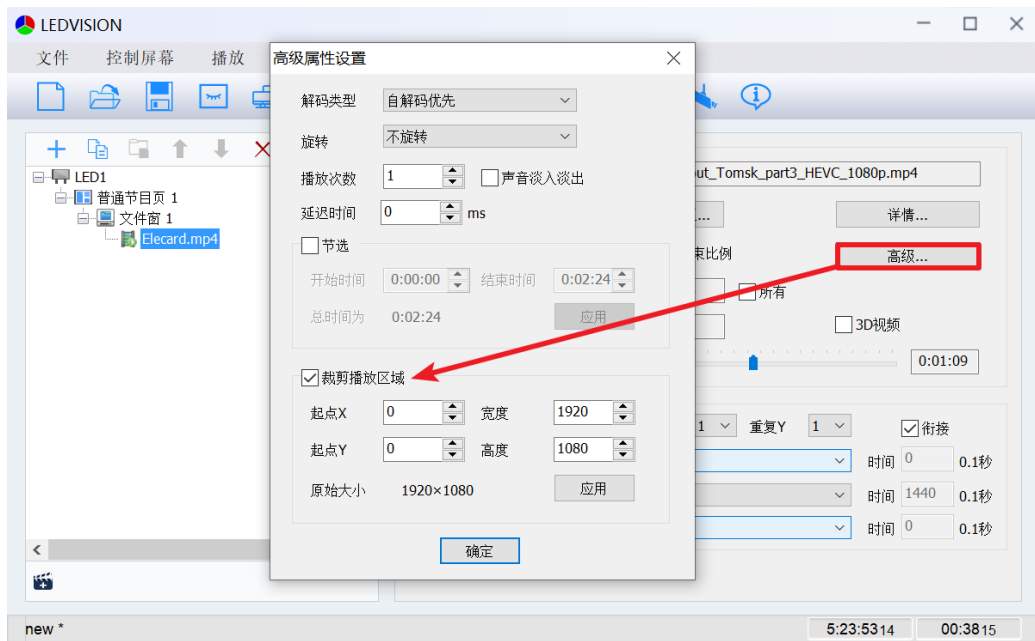 LEDVISION
文件 控制屏幕 播放
高级属性设置
解码类型 自解码优先
旋转 不旋转
播放次数 1 声音淡入淡出
延迟时间 0 ms
节选
开始时间 0:00:00 结束时间 0:02:24
总时间为 0:02:24 应用
裁剪播放区域
起点X 0 宽度 1920
起点Y 0 高度 1080
原始大小 1920×1080 应用
确定
LED1
普通节目页 1
文件窗 1
Elecard.mp4
ut_Tomsk_part3_HEVC_1080p.mp4
... 详情...
束比例 高级...
所有
3D视频
0:01:09
1 重复Y 1 衔接
时间 0 0.1秒
时间 1440 0.1秒
时间 0 0.1秒
new * 5:23:5314 00:3815